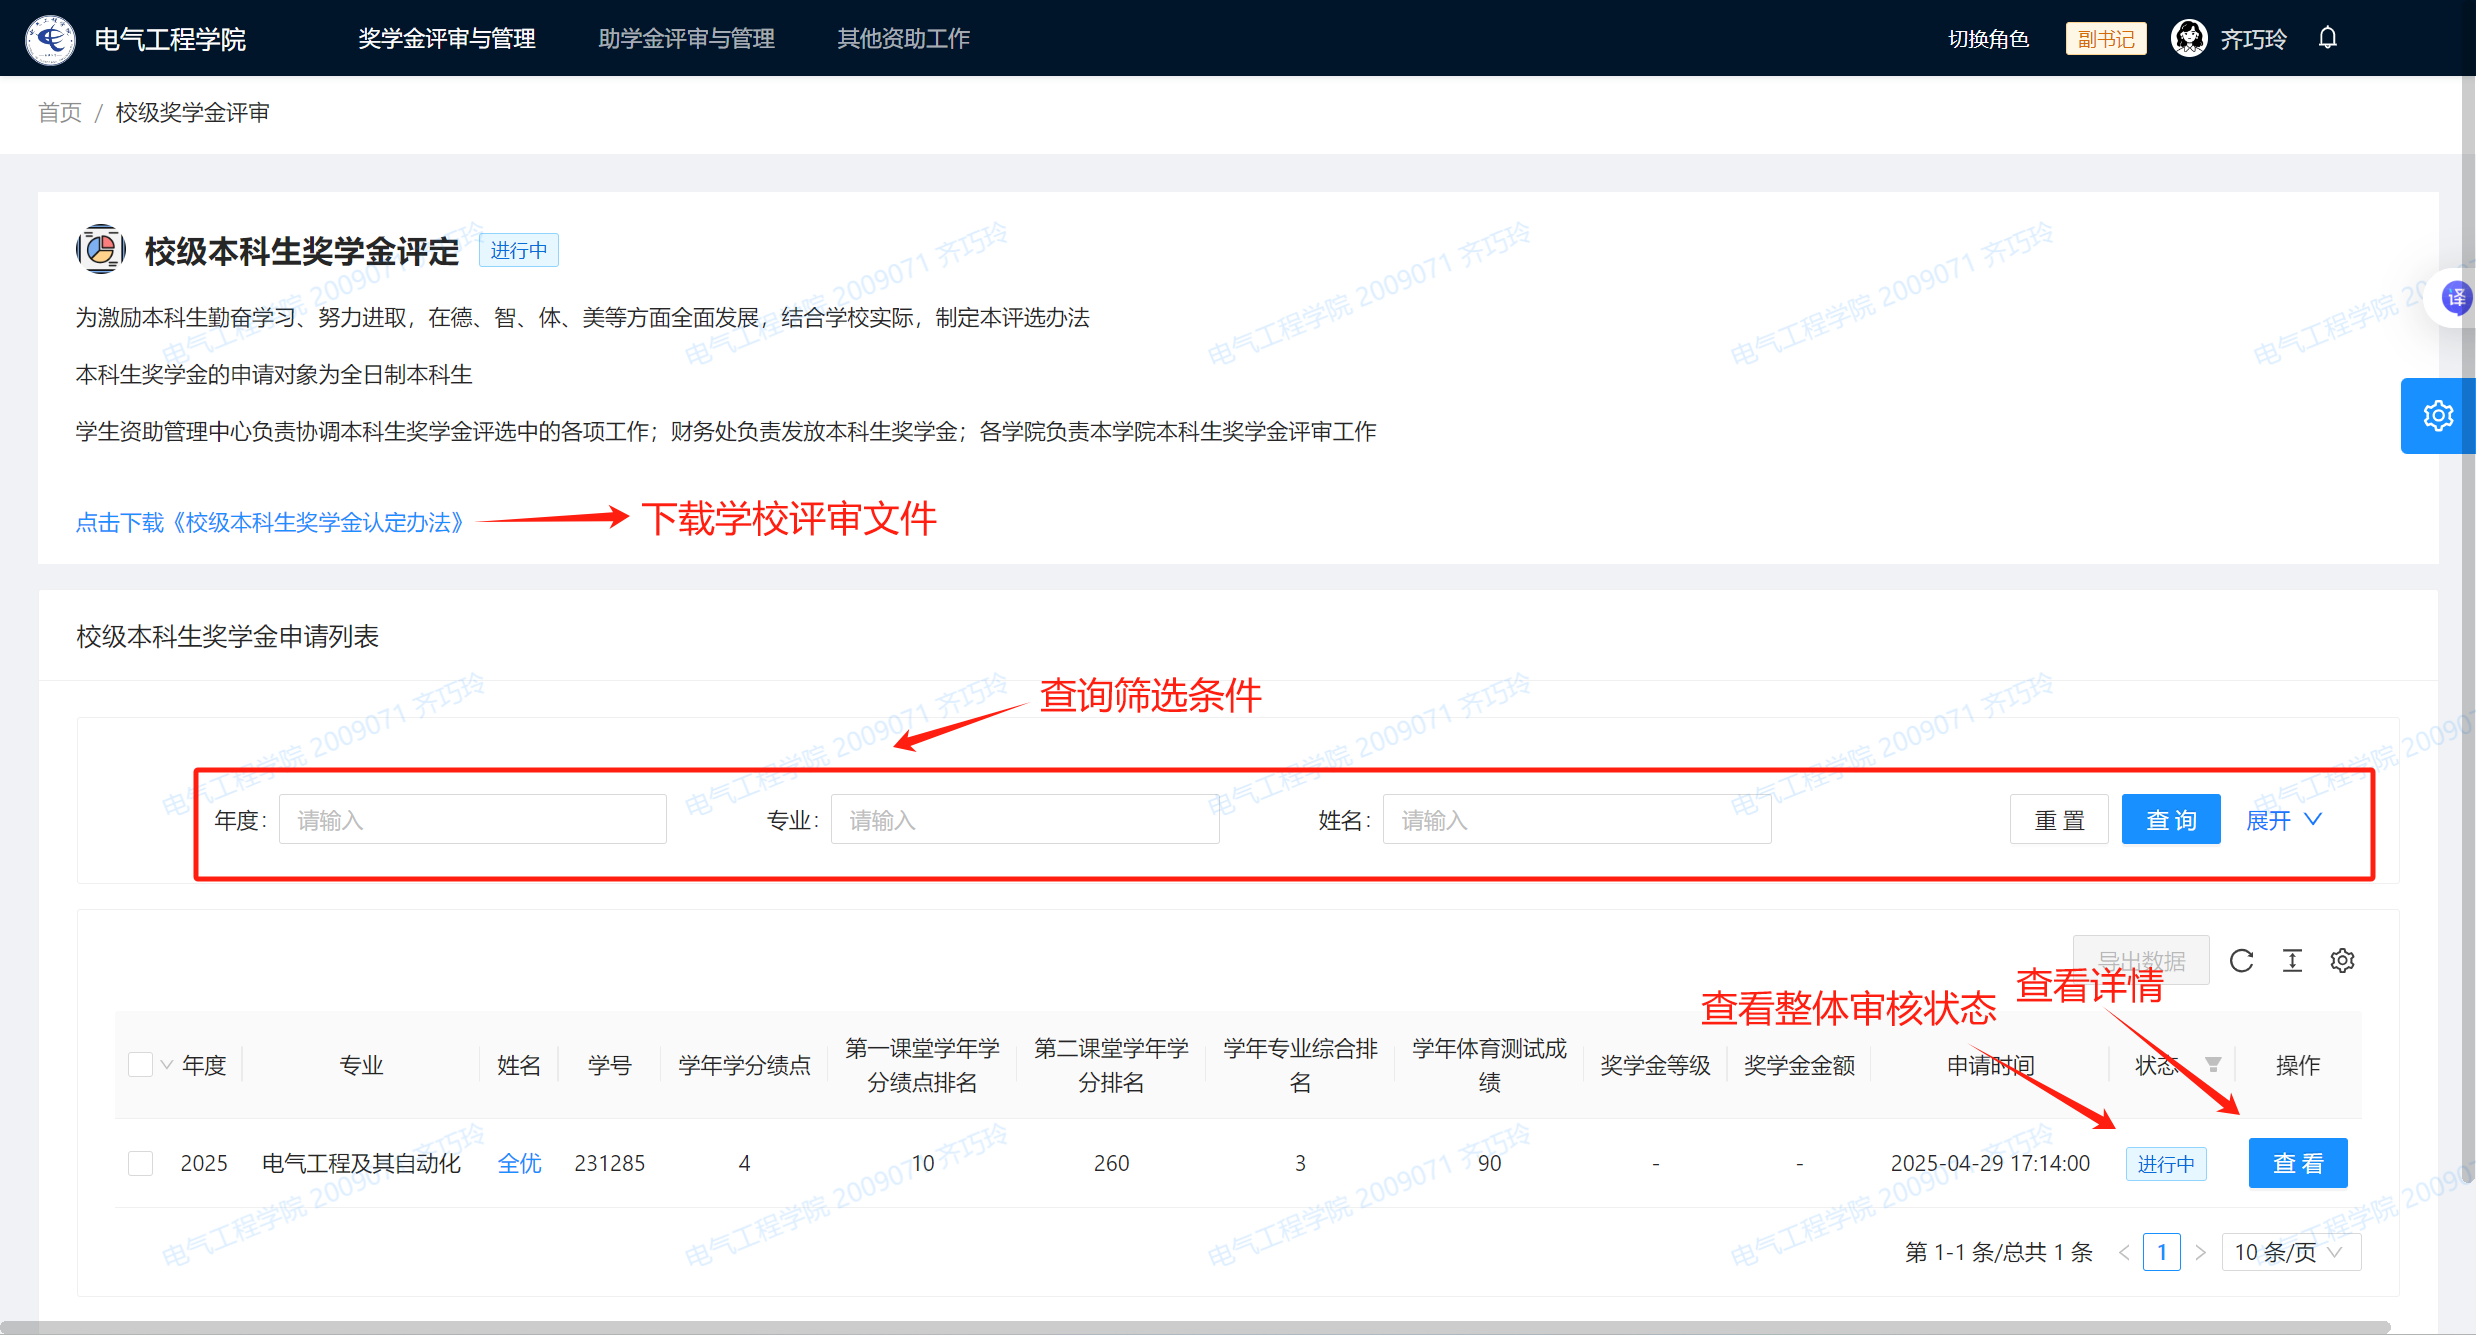 电气工程学院
奖学金评审与管理
助学金评审与管理
其他资助工作
切换角色
副书记
齐巧玲
首页 / 校级奖学金评审
校级本科生奖学金评定
进行中
为激励本科生勤奋学习、努力进取，在德、智、体、美等方面全面发展，结合学校实际，制定本评选办法
本科生奖学金的申请对象为全日制本科生
学生资助管理中心负责协调本科生奖学金评选中的各项工作；财务处负责发放本科生奖学金；各学院负责本学院本科生奖学金评审工作
点击下载《校级本科生奖学金认定办法》
下载学校评审文件
译
校级本科生奖学金申请列表
查询筛选条件
年度： 请输入
专业： 请输入
姓名： 请输入
重 置
查 询
展开
导出数据
查看整体审核状态
查看详情
年度
专业
姓名
学号
学年学分绩点
第一课堂学年学分绩点排名
第二课堂学年学分排名
学年专业综合排名
学年体育测试成绩
奖学金等级
奖学金金额
申请时间
状态
操作
2025 电气工程及其自动化 全优 231285 4 10 260 3 90 - - 2025-04-29 17:14:00 进行中 查 看
第 1-1 条/总共 1 条 < 1 > 10 条/页
电气工程学院 2009071 齐巧玲